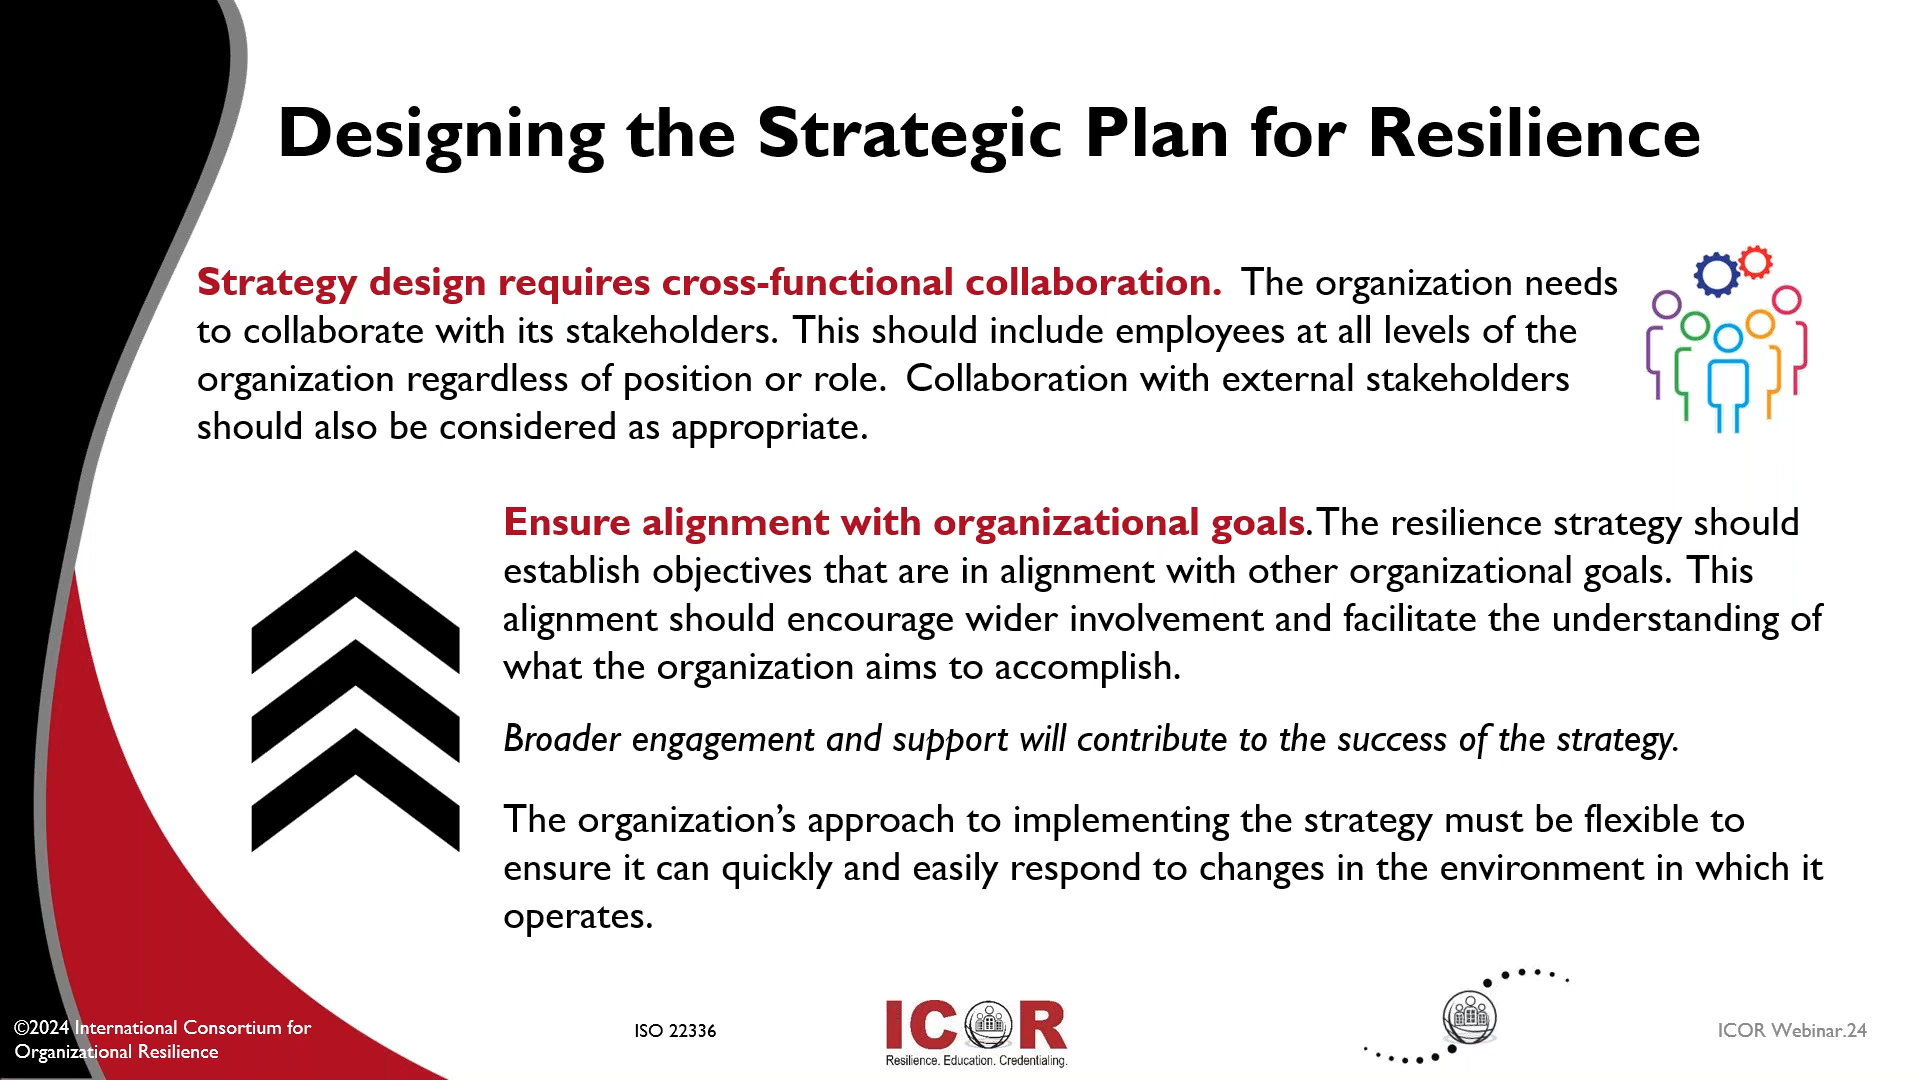 Designing the Strategic Plan for Resilience
Strategy design requires cross-functional collaboration. The organization needs
to collaborate with its stakeholders. This should include employees at all levels of the
organization regardless of position or role. Collaboration with external stakeholders
should also be considered as appropriate.
Ensure alignment with organizational goals. The resilience strategy should
establish objectives that are in alignment with other organizational goals. This
alignment should encourage wider involvement and facilitate the understanding of
what the organization aims to accomplish.
Broader engagement and support will contribute to the success of the strategy.
The organization’s approach to implementing the strategy must be flexible to
ensure it can quickly and easily respond to changes in the environment in which it
operates.
©2024 International Consortium for
Organizational Resilience
ISO 22336
ICOR
Resilience. Education. Credentialing.
ICOR Webinar.24